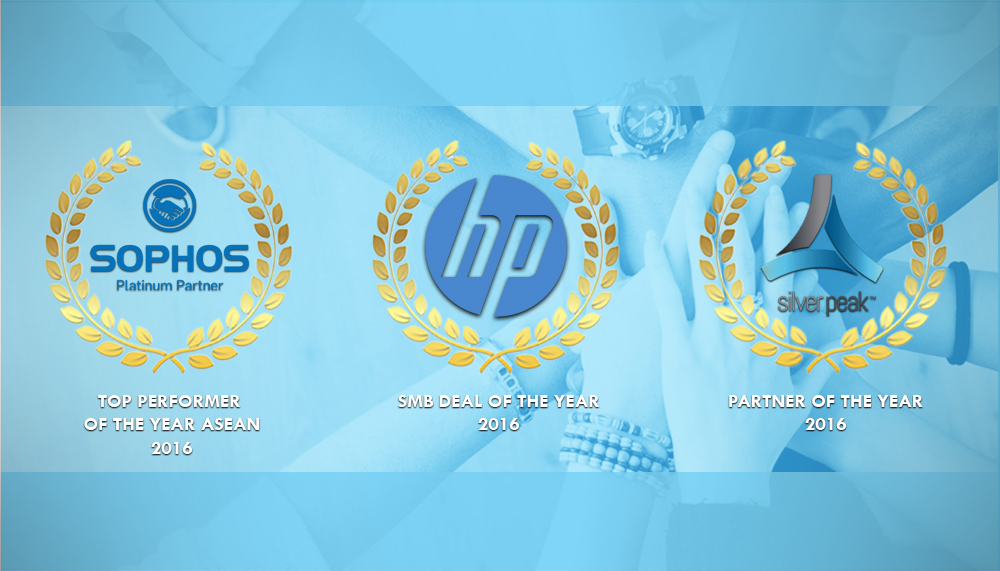 SOPHOS
Platinum Partner
TOP PERFORMER
OF THE YEAR ASEAN
2016
hp
SMB DEAL OF THE YEAR
2016
silver peak™
PARTNER OF THE YEAR
2016